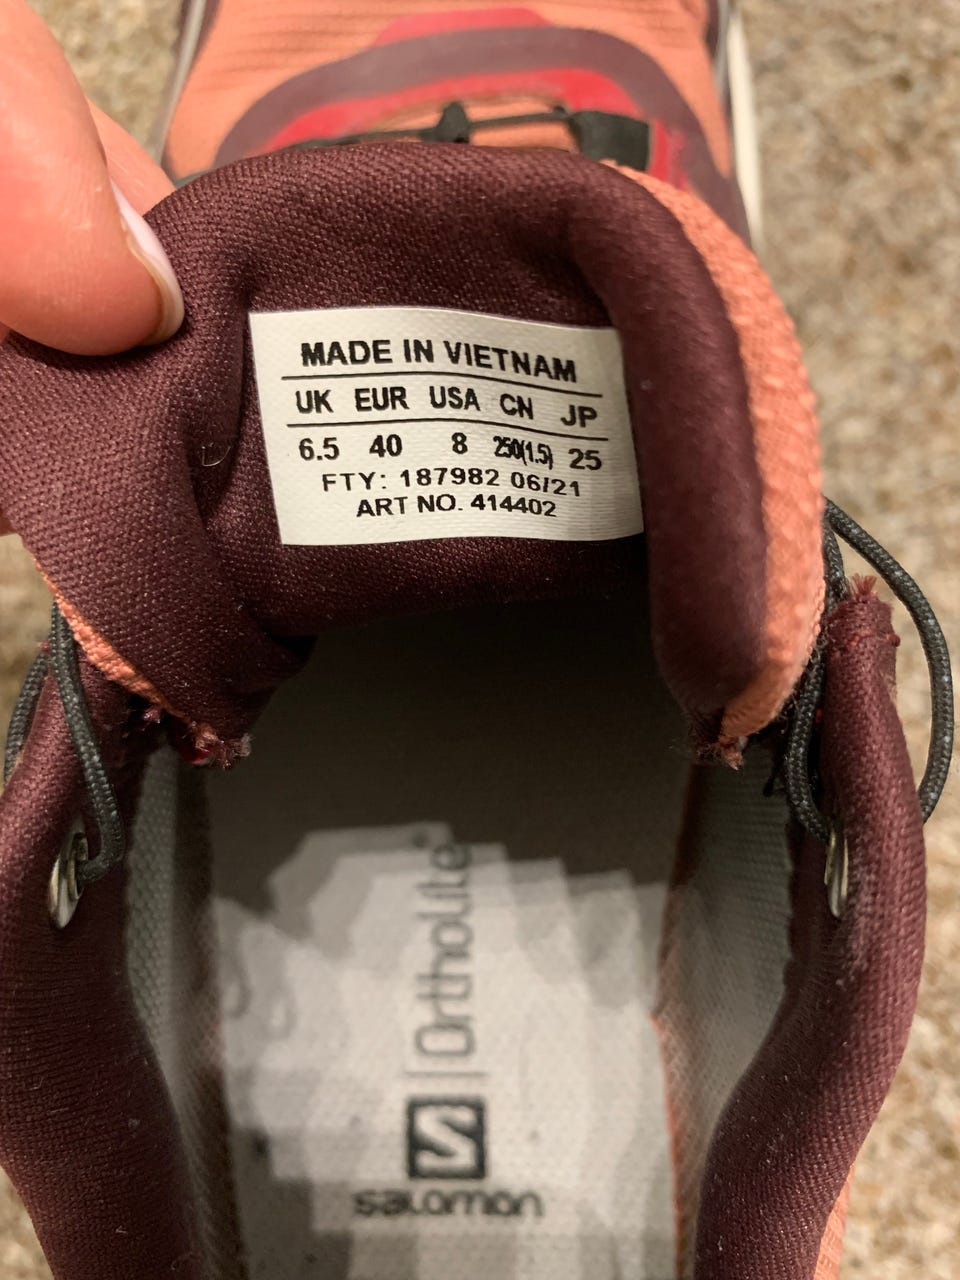 MADE IN VIETNAM
UK EUR USA CN JP
6.5 40 8 250(1.5) 25
FTY: 187982 06/21
ART NO. 414402
OrthoLite
salomon